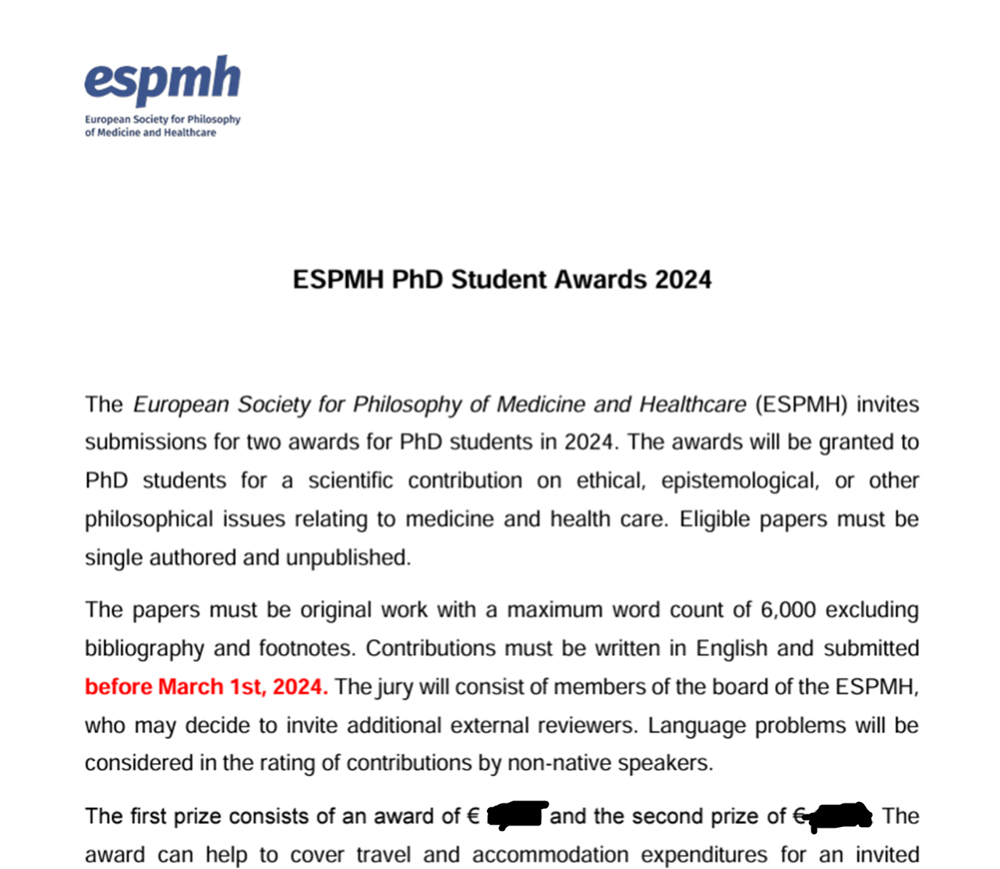 espmh
European Society for Philosophy
of Medicine and Healthcare
ESPMH PhD Student Awards 2024
The European Society for Philosophy of Medicine and Healthcare (ESPMH) invites
submissions for two awards for PhD students in 2024. The awards will be granted to
PhD students for a scientific contribution on ethical, epistemological, or other
philosophical issues relating to medicine and health care. Eligible papers must be
single authored and unpublished.
The papers must be original work with a maximum word count of 6,000 excluding
bibliography and footnotes. Contributions must be written in English and submitted
before March 1st, 2024. The jury will consist of members of the board of the ESPMH,
who may decide to invite additional external reviewers. Language problems will be
considered in the rating of contributions by non-native speakers.
The first prize consists of an award of € and the second prize of € The
award can help to cover travel and accommodation expenditures for an invited